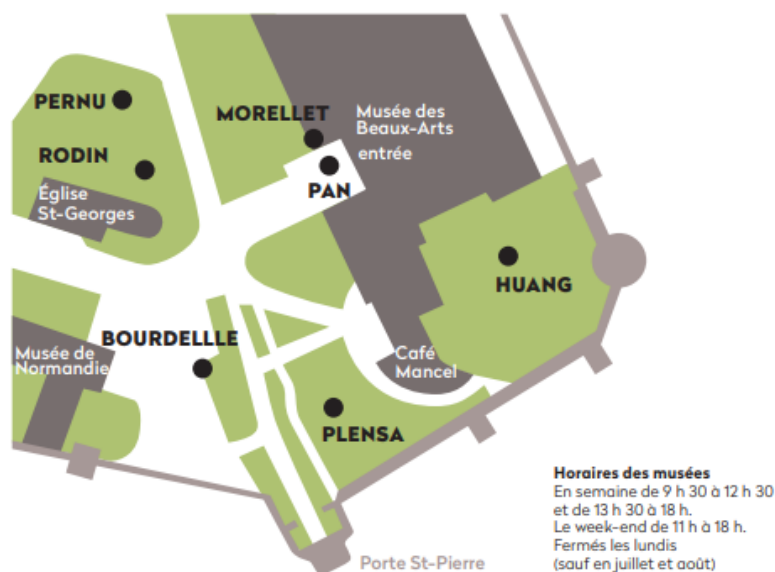 PERNU
MORELLET
Musée des
Beaux-Arts
entrée
RODIN
PAN
Église
St-Georges
HUANG
BOURDELLLE
Musée de
Normandie
Café
Mancel
PLENSA
Horaires des musées
En semaine de 9 h 30 à 12 h 30
et de 13 h 30 à 18 h.
Le week-end de 11 h à 18 h.
Fermés les lundis
(sauf en juillet et août)
Porte St-Pierre